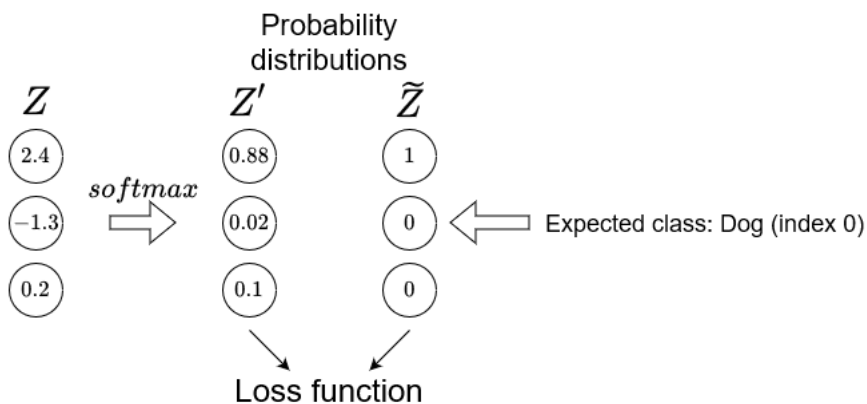 Probability
distributions
Z Z′ Z̃
2.4 0.88 1
softmax
−1.3 0.02 0 Expected class: Dog (index 0)
0.2 0.1 0
Loss function